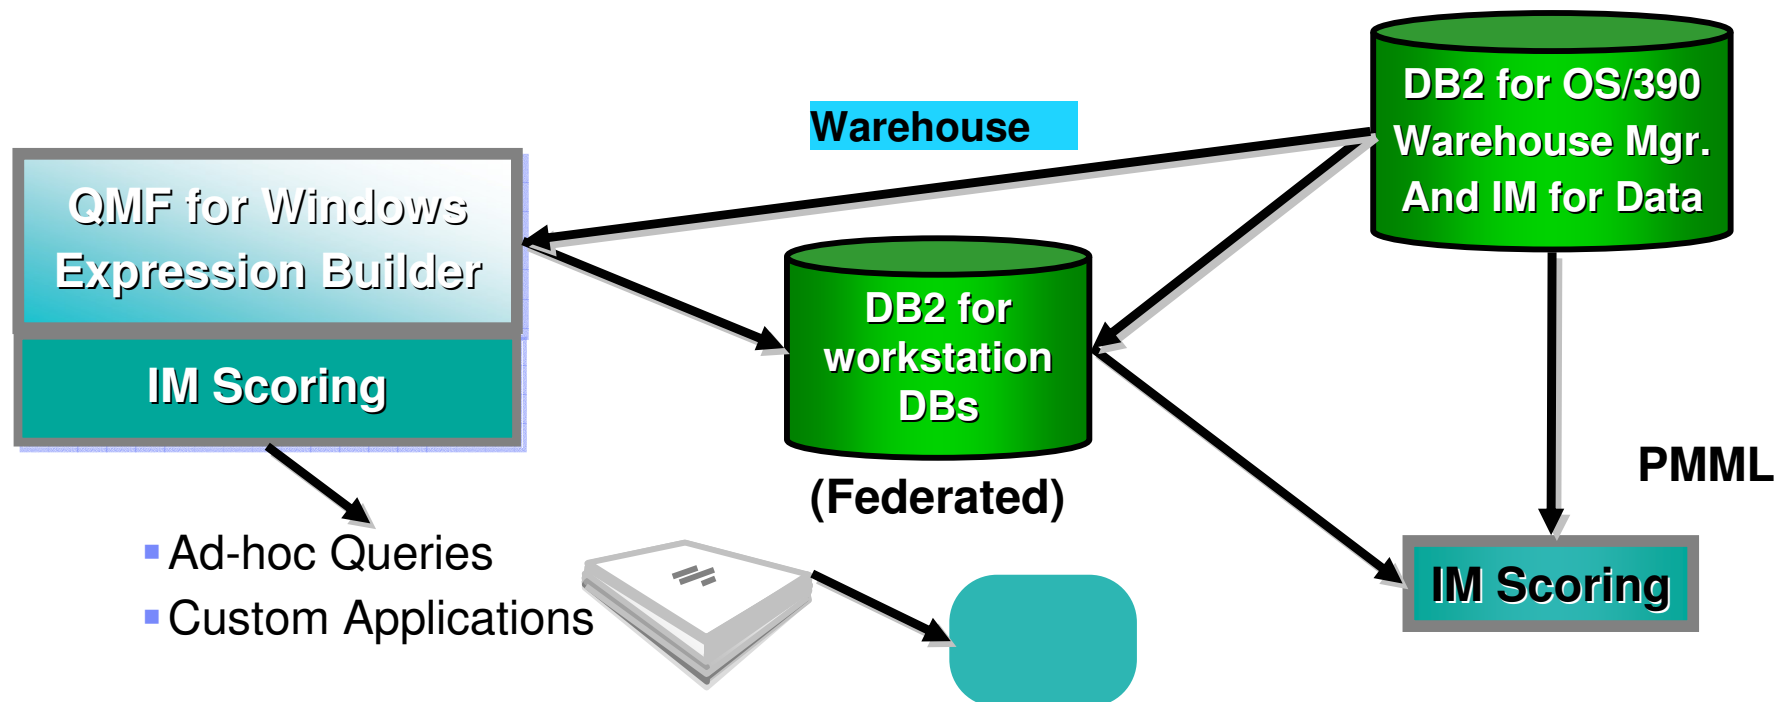 DB2 for OS/390
Warehouse Mgr.
And IM for Data
Warehouse
QMF for Windows
Expression Builder
IM Scoring
DB2 for
workstation
DBs
(Federated)
PMML
IM Scoring
Ad-hoc Queries
Custom Applications